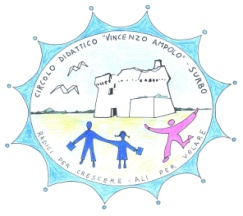 CIRCOLO DIDATTICO "VINCENZO AMPOLO" - SURBO
RADICI PER CRESCERE - ALI PER VOLARE